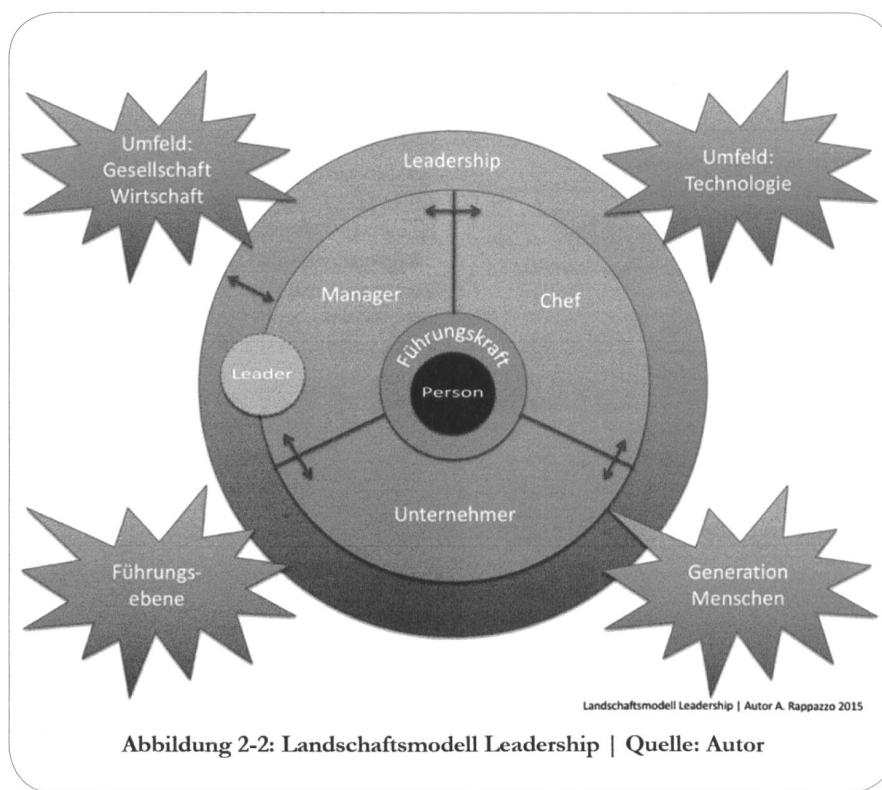 Umfeld:
Gesellschaft
Wirtschaft
Umfeld:
Technologie
Leadership
Manager
Chef
Führungskraft
Leader
Person
Unternehmer
Führungs-
ebene
Generation
Menschen
Landschaftsmodell Leadership | Autor A. Rappazzo 2015
Abbildung 2-2: Landschaftsmodell Leadership | Quelle: Autor